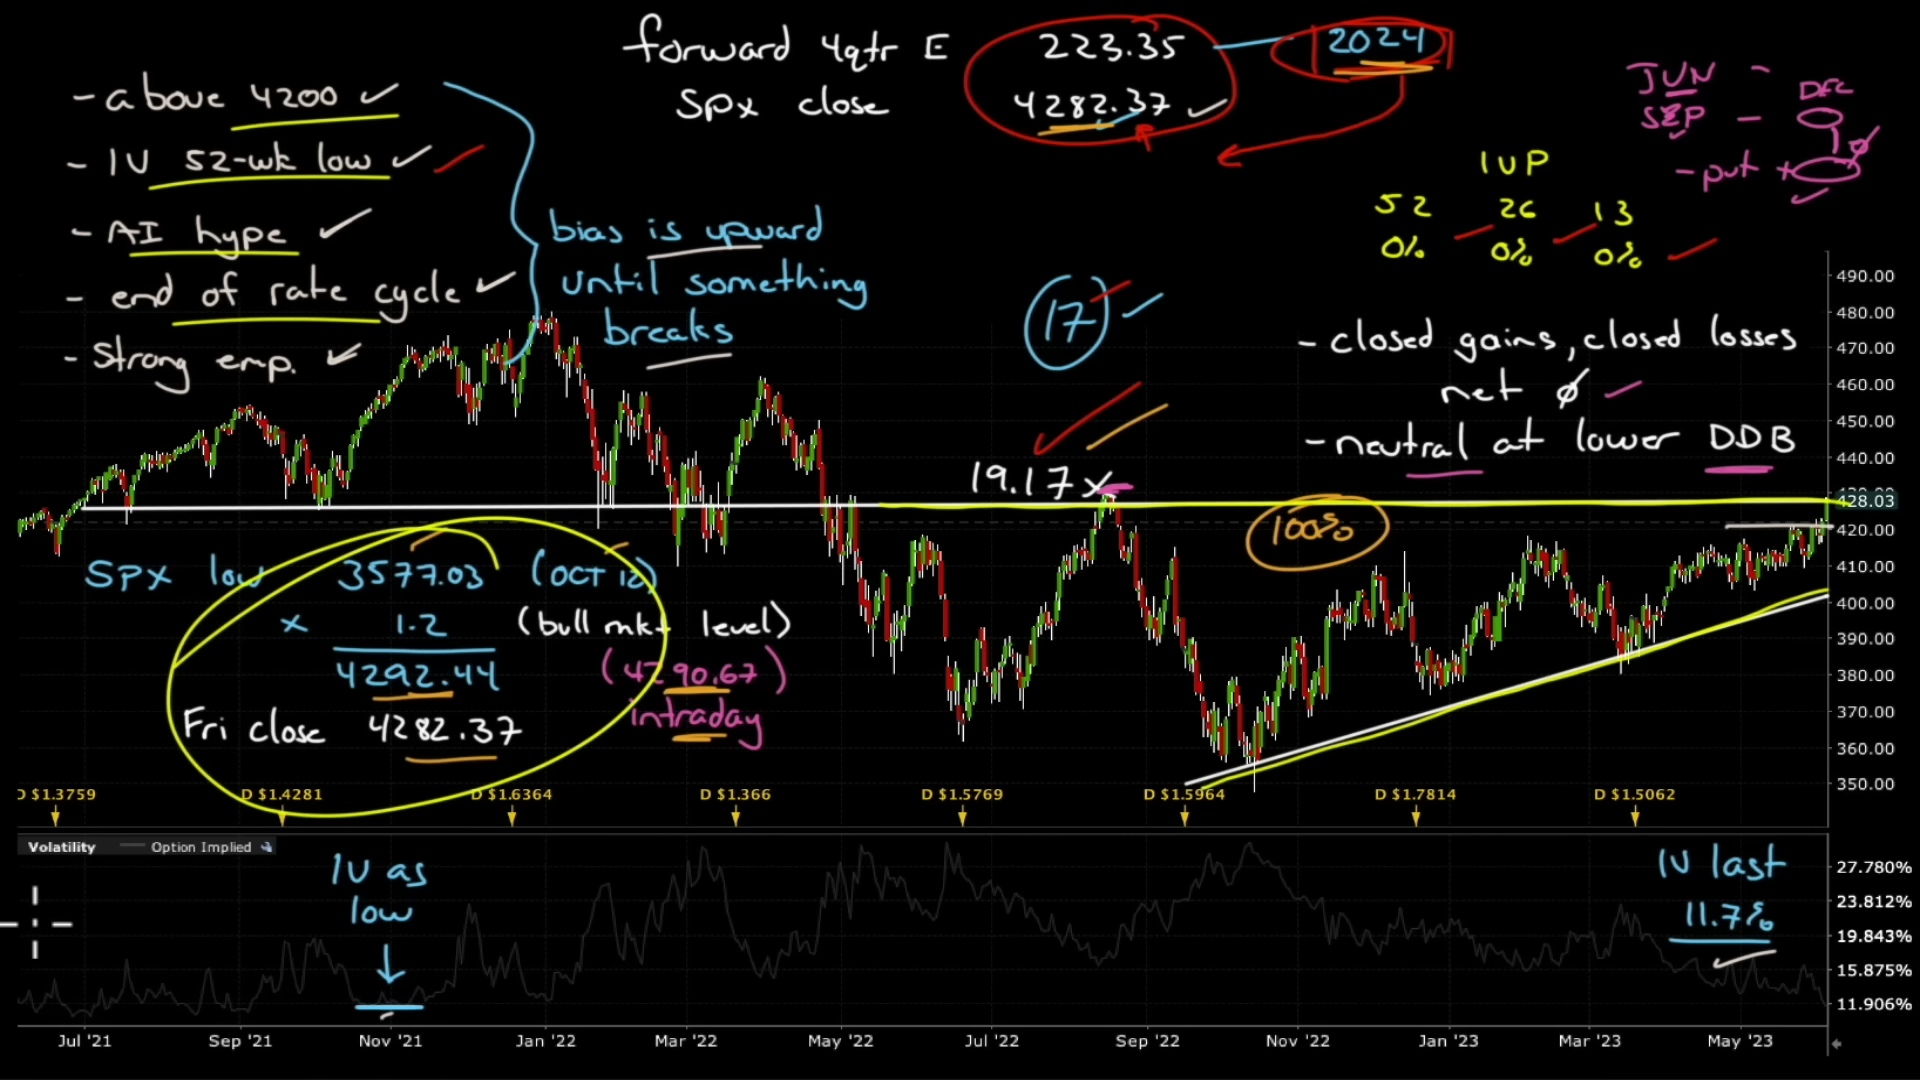 forward 4qtr E 223.35 2024
SPX close 4282.37
JUN - DEC
SEP -
- put +
- above 4200
- IV 52-wk low
- AI hype
- end of rate cycle
- Strong emp.
bias is upward
until something
breaks
IVP
52 26 13
0% 0% 0%
17
- closed gains, closed losses
net Ø
- neutral at lower DDB
19.17x
100%
SPX low 3577.03 (OCT 12)
x 1.2 (bull mkt level)
4292.44 (4290.67)
intraday
Fri close 4282.37
490.00
480.00
470.00
460.00
450.00
440.00
428.03
420.00
410.00
400.00
390.00
380.00
370.00
360.00
350.00
D $1.3759 D $1.4281 D $1.6364 D $1.366 D $1.5769 D $1.5964 D $1.7814 D $1.5062
Volatility Option Implied
IV as
low
IV last
11.7%
27.780%
23.812%
19.843%
15.875%
11.906%
Jul '21 Sep '21 Nov '21 Jan '22 Mar '22 May '22 Jul '22 Sep '22 Nov '22 Jan '23 Mar '23 May '23